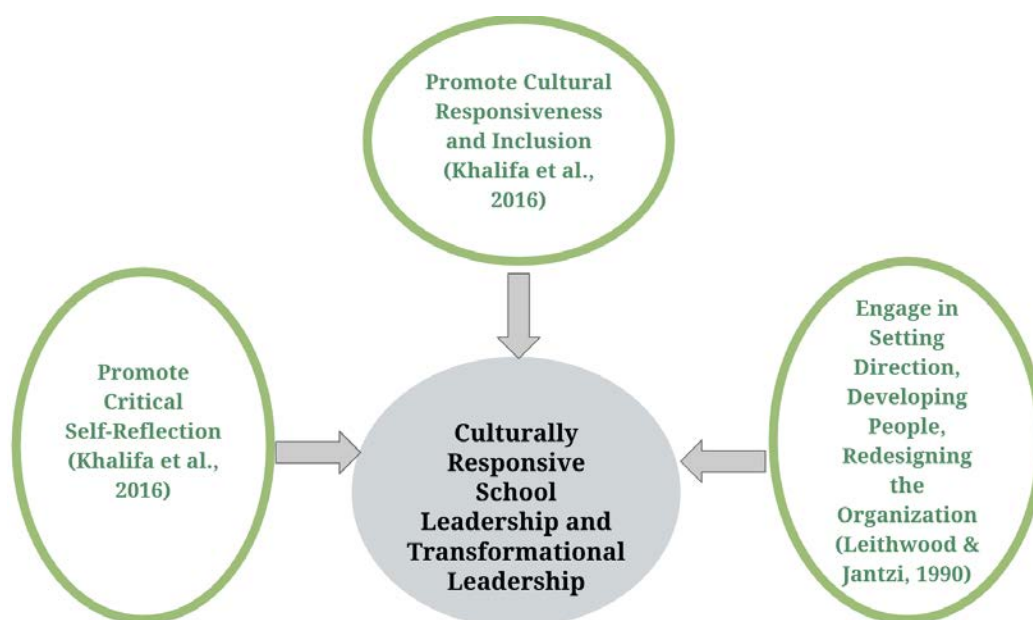 Promote Cultural
Responsiveness
and Inclusion
(Khalifa et al.,
2016)
Promote
Critical
Self-Reflection
(Khalifa et al.,
2016)
Culturally
Responsive
School
Leadership and
Transformational
Leadership
Engage in
Setting
Direction,
Developing
People,
Redesigning
the
Organization
(Leithwood &
Jantzi, 1990)